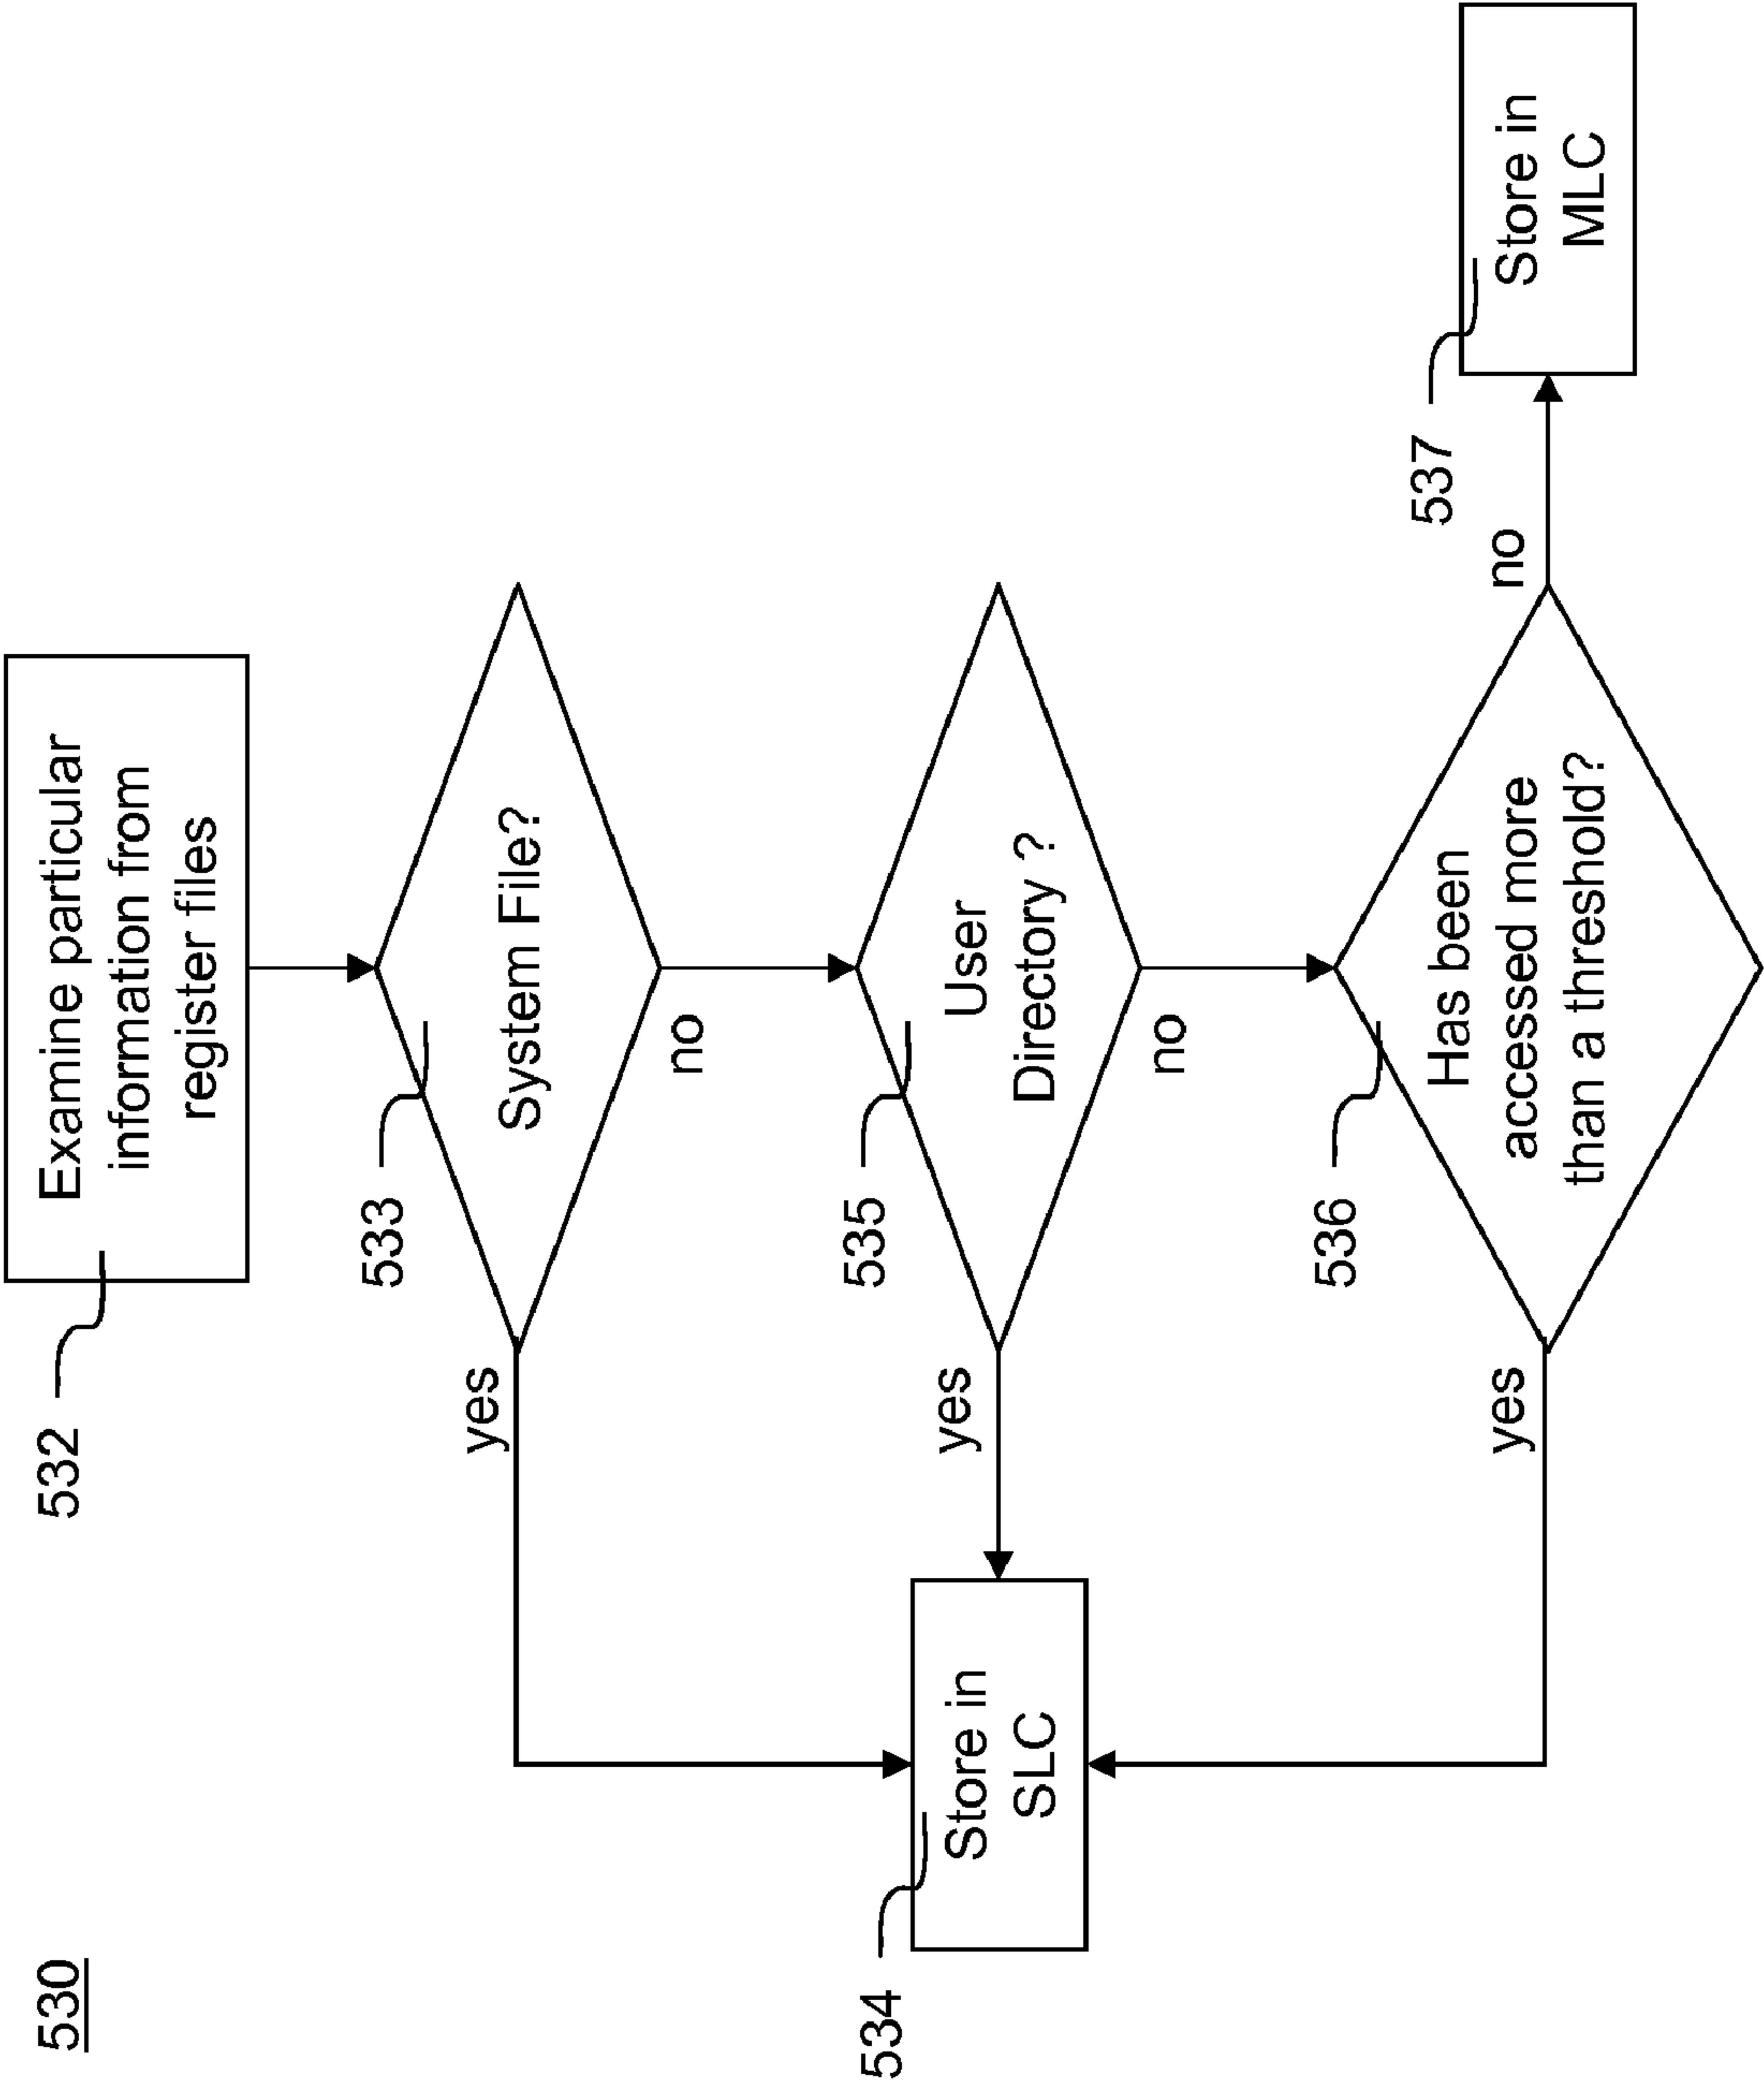 530
532
Examine particular
information from
register files
533
System File?
yes
no
535
User
Directory ?
yes
no
534
Store in
SLC
536
Has been
accessed more
than a threshold?
yes
no
537
Store in
MLC